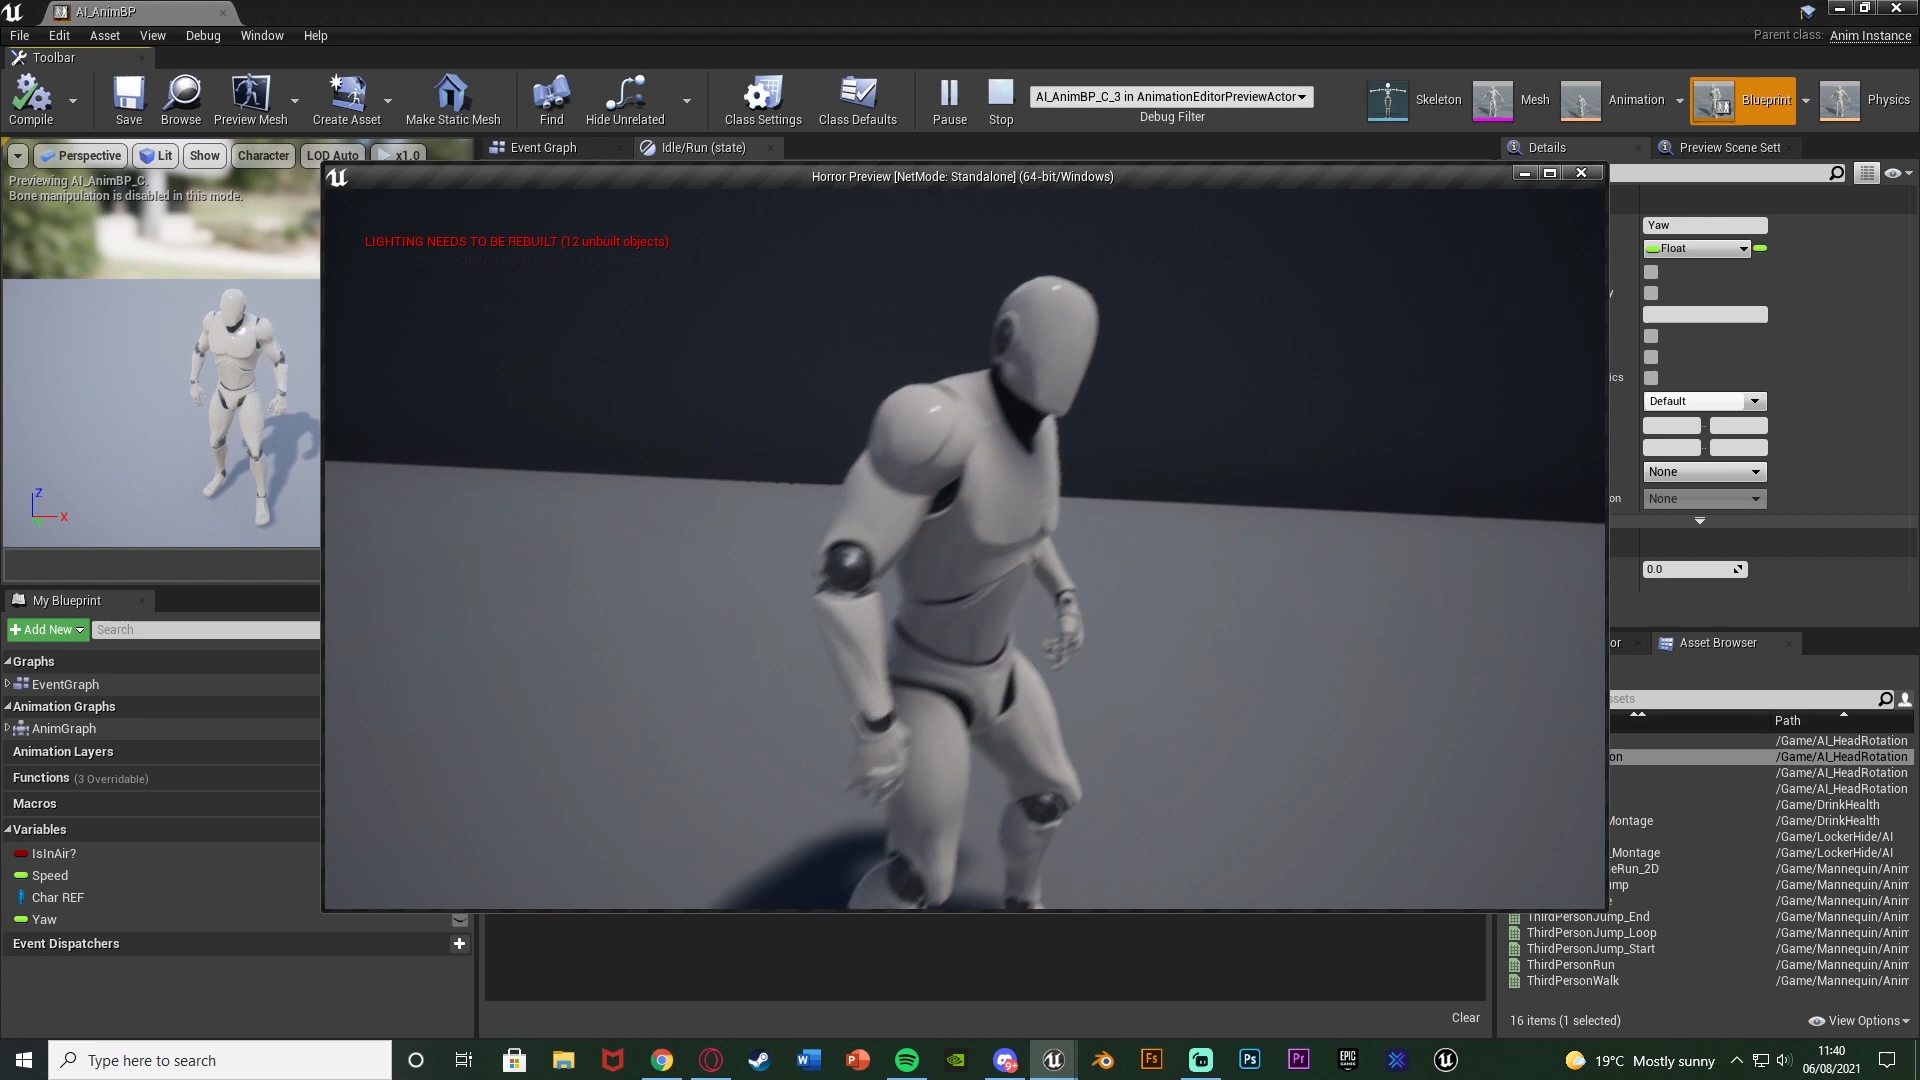 AI_AnimBP
File Edit Asset View Debug Window Help
Parent class: Anim Instance
Toolbar
Compile
Save
Browse
Preview Mesh
Create Asset
Make Static Mesh
Find
Hide Unrelated
Class Settings
Class Defaults
Pause
Stop
AI_AnimBP_C_3 in AnimationEditorPreviewActor
Debug Filter
Skeleton
Mesh
Animation
Blueprint
Physics
Perspective
Lit
Show
Character
LOD Auto
x1.0
Previewing AI_AnimBP_C.
Bone manipulation is disabled in this mode.
Event Graph
Idle/Run (state)
Details
Preview Scene Sett
Horror Preview [NetMode: Standalone] (64-bit/Windows)
LIGHTING NEEDS TO BE REBUILT (12 unbuilt objects)
Yaw
Float
y
ics
Default
None
on
None
0.0
Z
X
My Blueprint
Add New
Search
Graphs
EventGraph
Animation Graphs
AnimGraph
Animation Layers
Functions (3 Overridable)
Macros
Variables
IsInAir?
Speed
Char REF
Yaw
Event Dispatchers
Clear
or
Asset Browser
ssets
Path
/Game/AI_HeadRotation
on /Game/AI_HeadRotation
/Game/AI_HeadRotation
/Game/AI_HeadRotation
/Game/DrinkHealth
Montage /Game/DrinkHealth
/Game/LockerHide/AI
_Montage /Game/LockerHide/AI
eRun_2D /Game/Mannequin/Anim
ump /Game/Mannequin/Anim
e /Game/Mannequin/Anim
ThirdPersonJump_End /Game/Mannequin/Anim
ThirdPersonJump_Loop /Game/Mannequin/Anim
ThirdPersonJump_Start /Game/Mannequin/Anim
ThirdPersonRun /Game/Mannequin/Anim
ThirdPersonWalk /Game/Mannequin/Anim
16 items (1 selected)
View Options
Type here to search
19°C Mostly sunny
11:40
06/08/2021